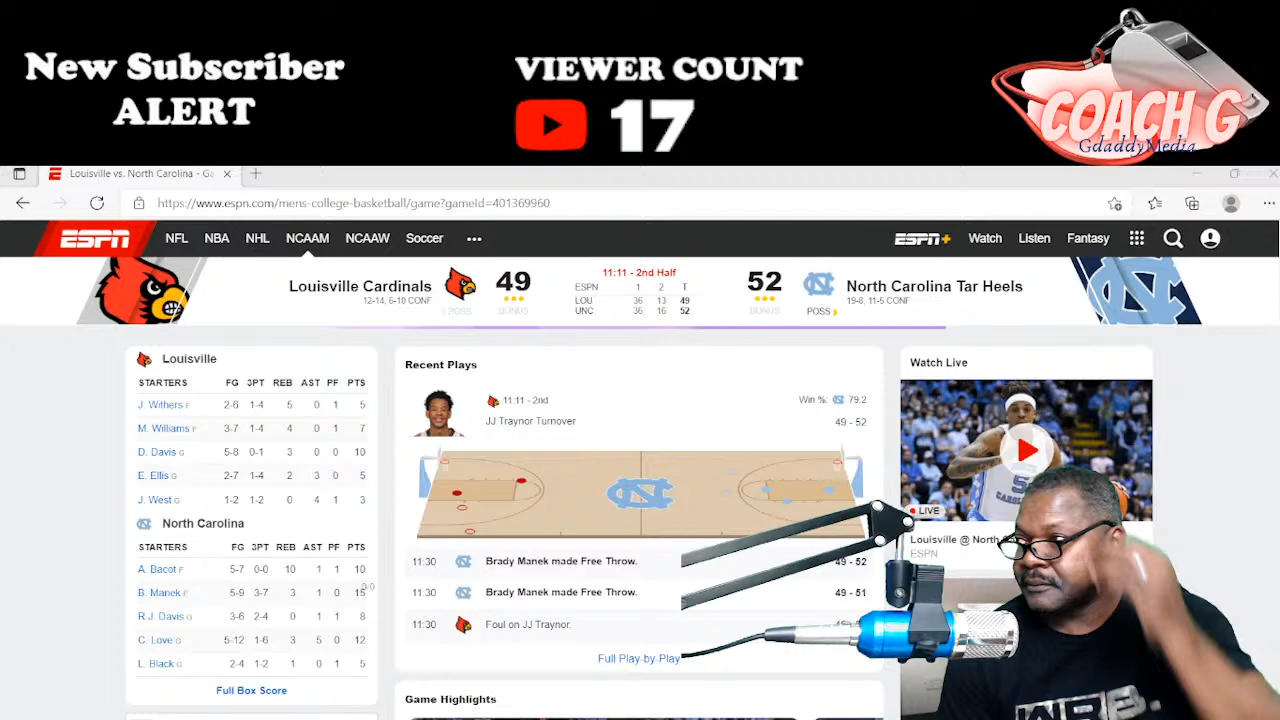 New Subscriber
ALERT
VIEWER COUNT
17
COACH G
GdaddyMedia
Louisville vs. North Carolina - Ga
https://www.espn.com/mens-college-basketball/game?gameId=401369960
ESPN NFL NBA NHL NCAAM NCAAW Soccer ... ESPN+ Watch Listen Fantasy
Louisville Cardinals 49 11:11 - 2nd Half 52 North Carolina Tar Heels
12-14, 6-10 CONF ESPN 1 2 T 19-8, 11-5 CONF
LOU 36 13 49
UNC 36 16 52
POSS BONUS BONUS POSS
Louisville
STARTERS FG 3PT REB AST PF PTS
J. Withers F 2-6 1-4 5 0 1 5
M. Williams F 3-7 1-4 4 0 1 7
D. Davis G 5-8 0-1 3 0 0 10
E. Ellis G 2-7 1-4 2 3 0 5
J. West G 1-2 1-2 0 4 1 3
North Carolina
STARTERS FG 3PT REB AST PF PTS
A. Bacot F 5-7 0-0 10 1 1 10
B. Manek F 5-9 3-7 3 1 0 15
R.J. Davis G 3-6 2-4 0 1 1 8
C. Love G 5-12 1-6 3 5 0 12
L. Black G 2-4 1-2 1 0 1 5
Full Box Score
Recent Plays
11:11 - 2nd Win %: 79.2
JJ Traynor Turnover 49 - 52
11:30 Brady Manek made Free Throw. 49 - 52
11:30 Brady Manek made Free Throw. 49 - 51
11:30 Foul on JJ Traynor.
Full Play-by-Play
Game Highlights
Watch Live
LIVE
Louisville @ North
ESPN